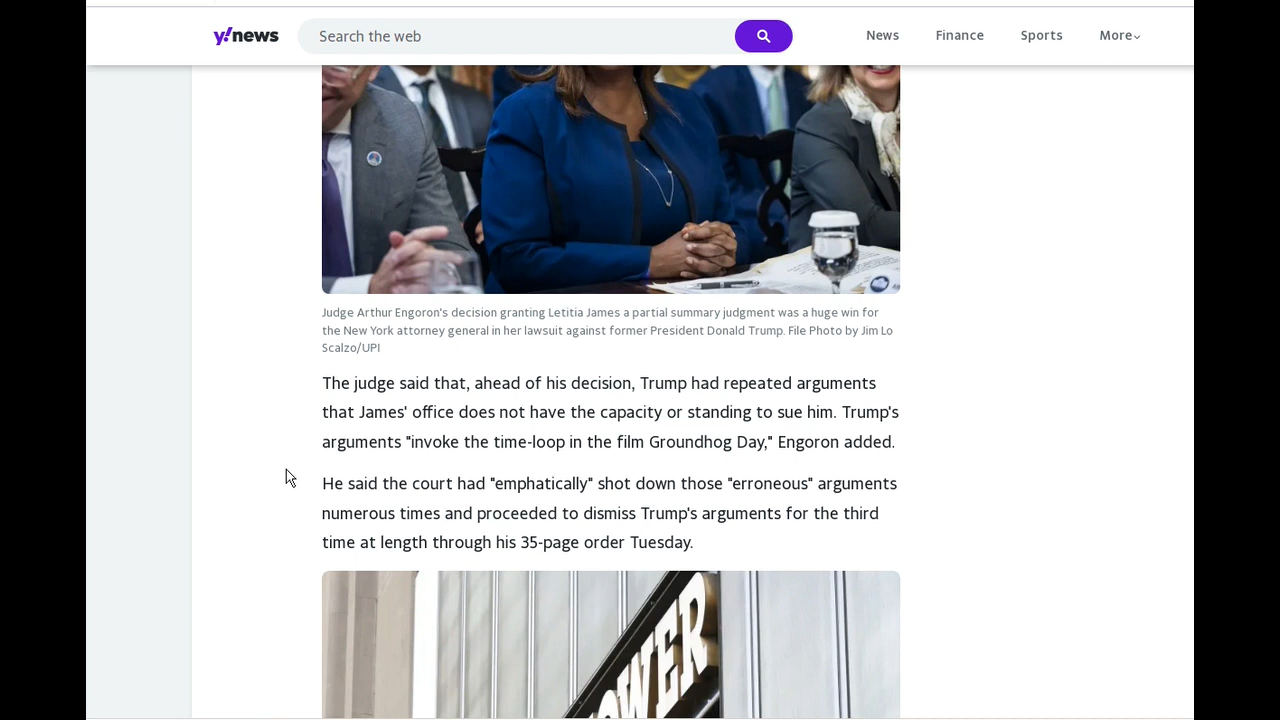 y!news
Search the web
News
Finance
Sports
More
Judge Arthur Engoron's decision granting Letitia James a partial summary judgment was a huge win for
the New York attorney general in her lawsuit against former President Donald Trump. File Photo by Jim Lo
Scalzo/UPI
The judge said that, ahead of his decision, Trump had repeated arguments
that James' office does not have the capacity or standing to sue him. Trump's
arguments "invoke the time-loop in the film Groundhog Day," Engoron added.
He said the court had "emphatically" shot down those "erroneous" arguments
numerous times and proceeded to dismiss Trump's arguments for the third
time at length through his 35-page order Tuesday.
OWER